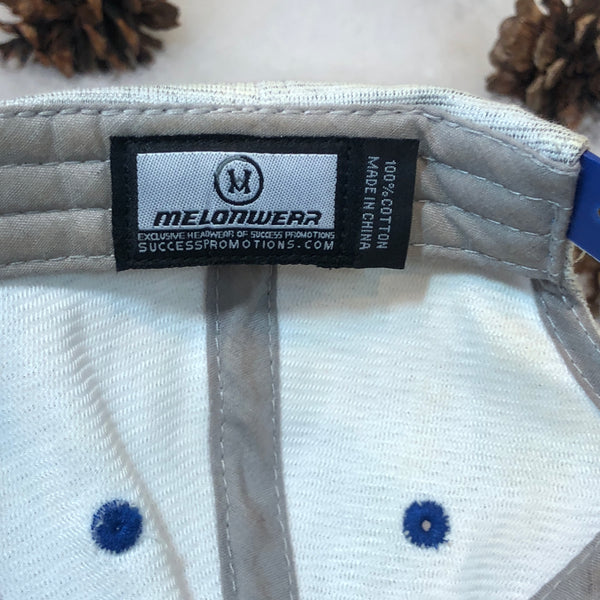 M
MELONWEAR
EXCLUSIVE HEADWEAR OF SUCCESS PROMOTIONS
SUCCESSPROMOTIONS.COM
100% COTTON
MADE IN CHINA